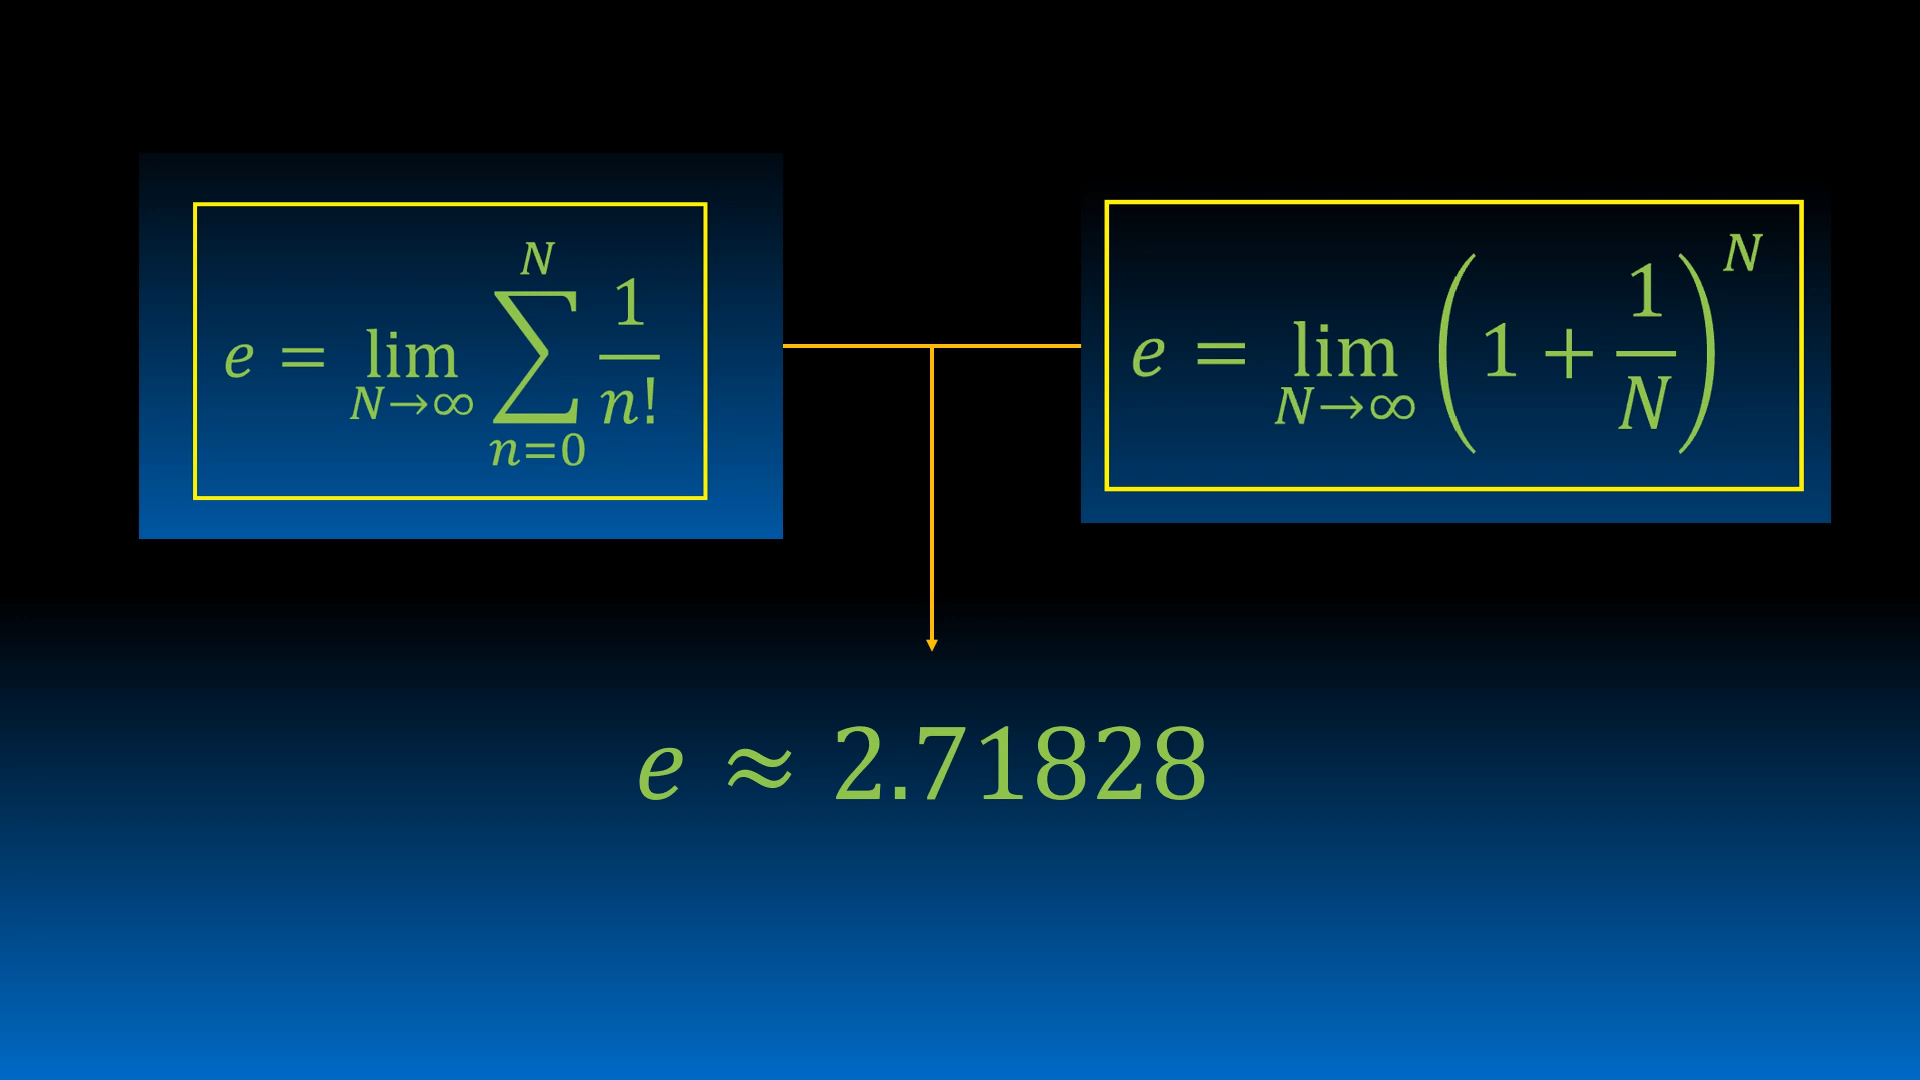 e = lim_{N→∞} ∑_{n=0}^{N} 1/n!
e = lim_{N→∞} (1 + 1/N)^N
e ≈ 2.71828